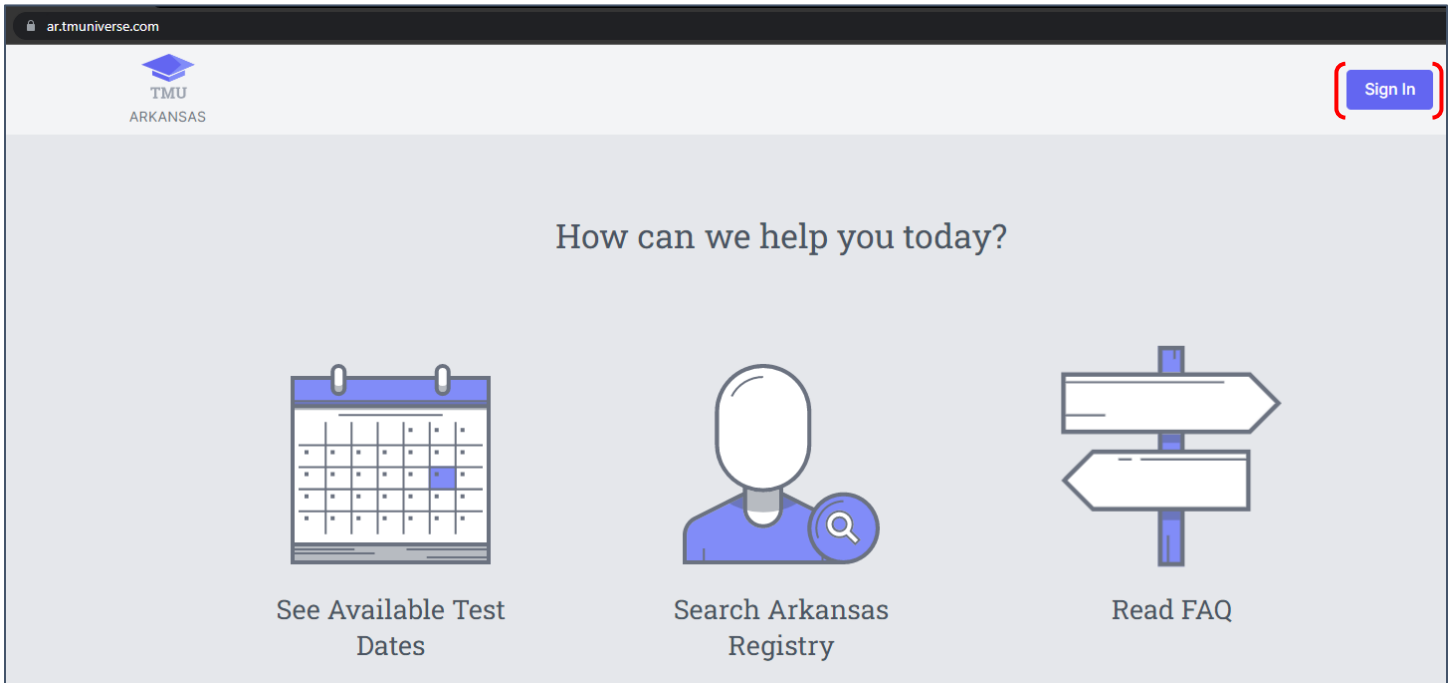 ar.tmuniverse.com
TMU
ARKANSAS
Sign In
How can we help you today?
See Available Test
Dates
Search Arkansas
Registry
Read FAQ